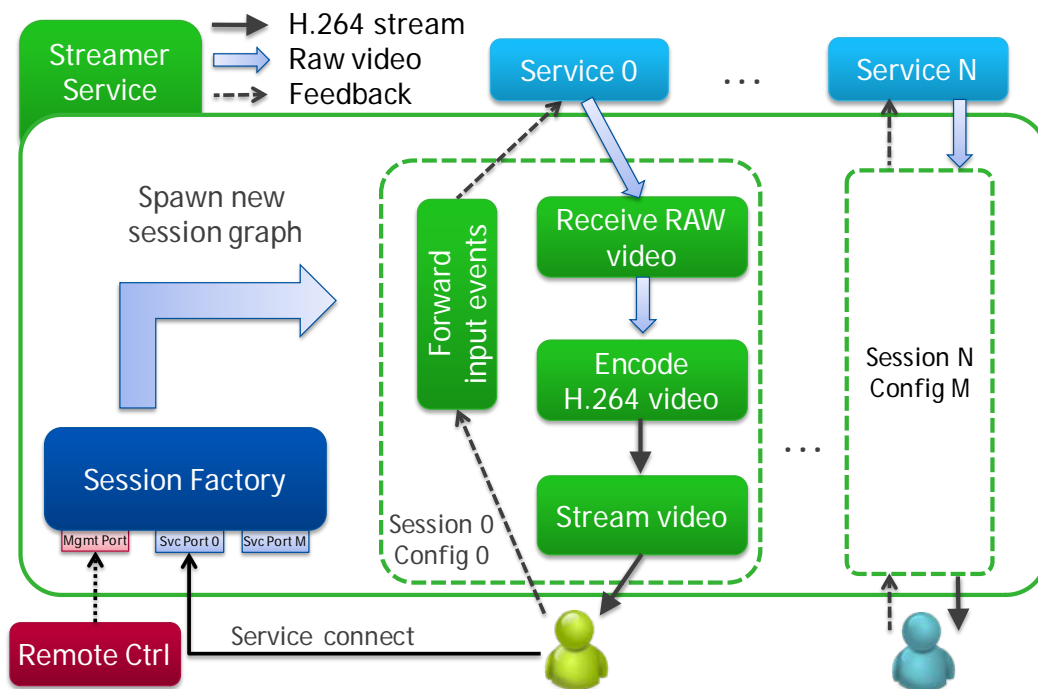 Streamer
Service
H.264 stream
Raw video
Feedback
Service 0
...
Service N
Spawn new
session graph
Forward
input events
Receive RAW
video
Encode
H.264 video
Stream video
Session 0
Config 0
...
Session N
Config M
Session Factory
Mgmt Port
Svc Port 0
Svc Port M
Remote Ctrl
Service connect